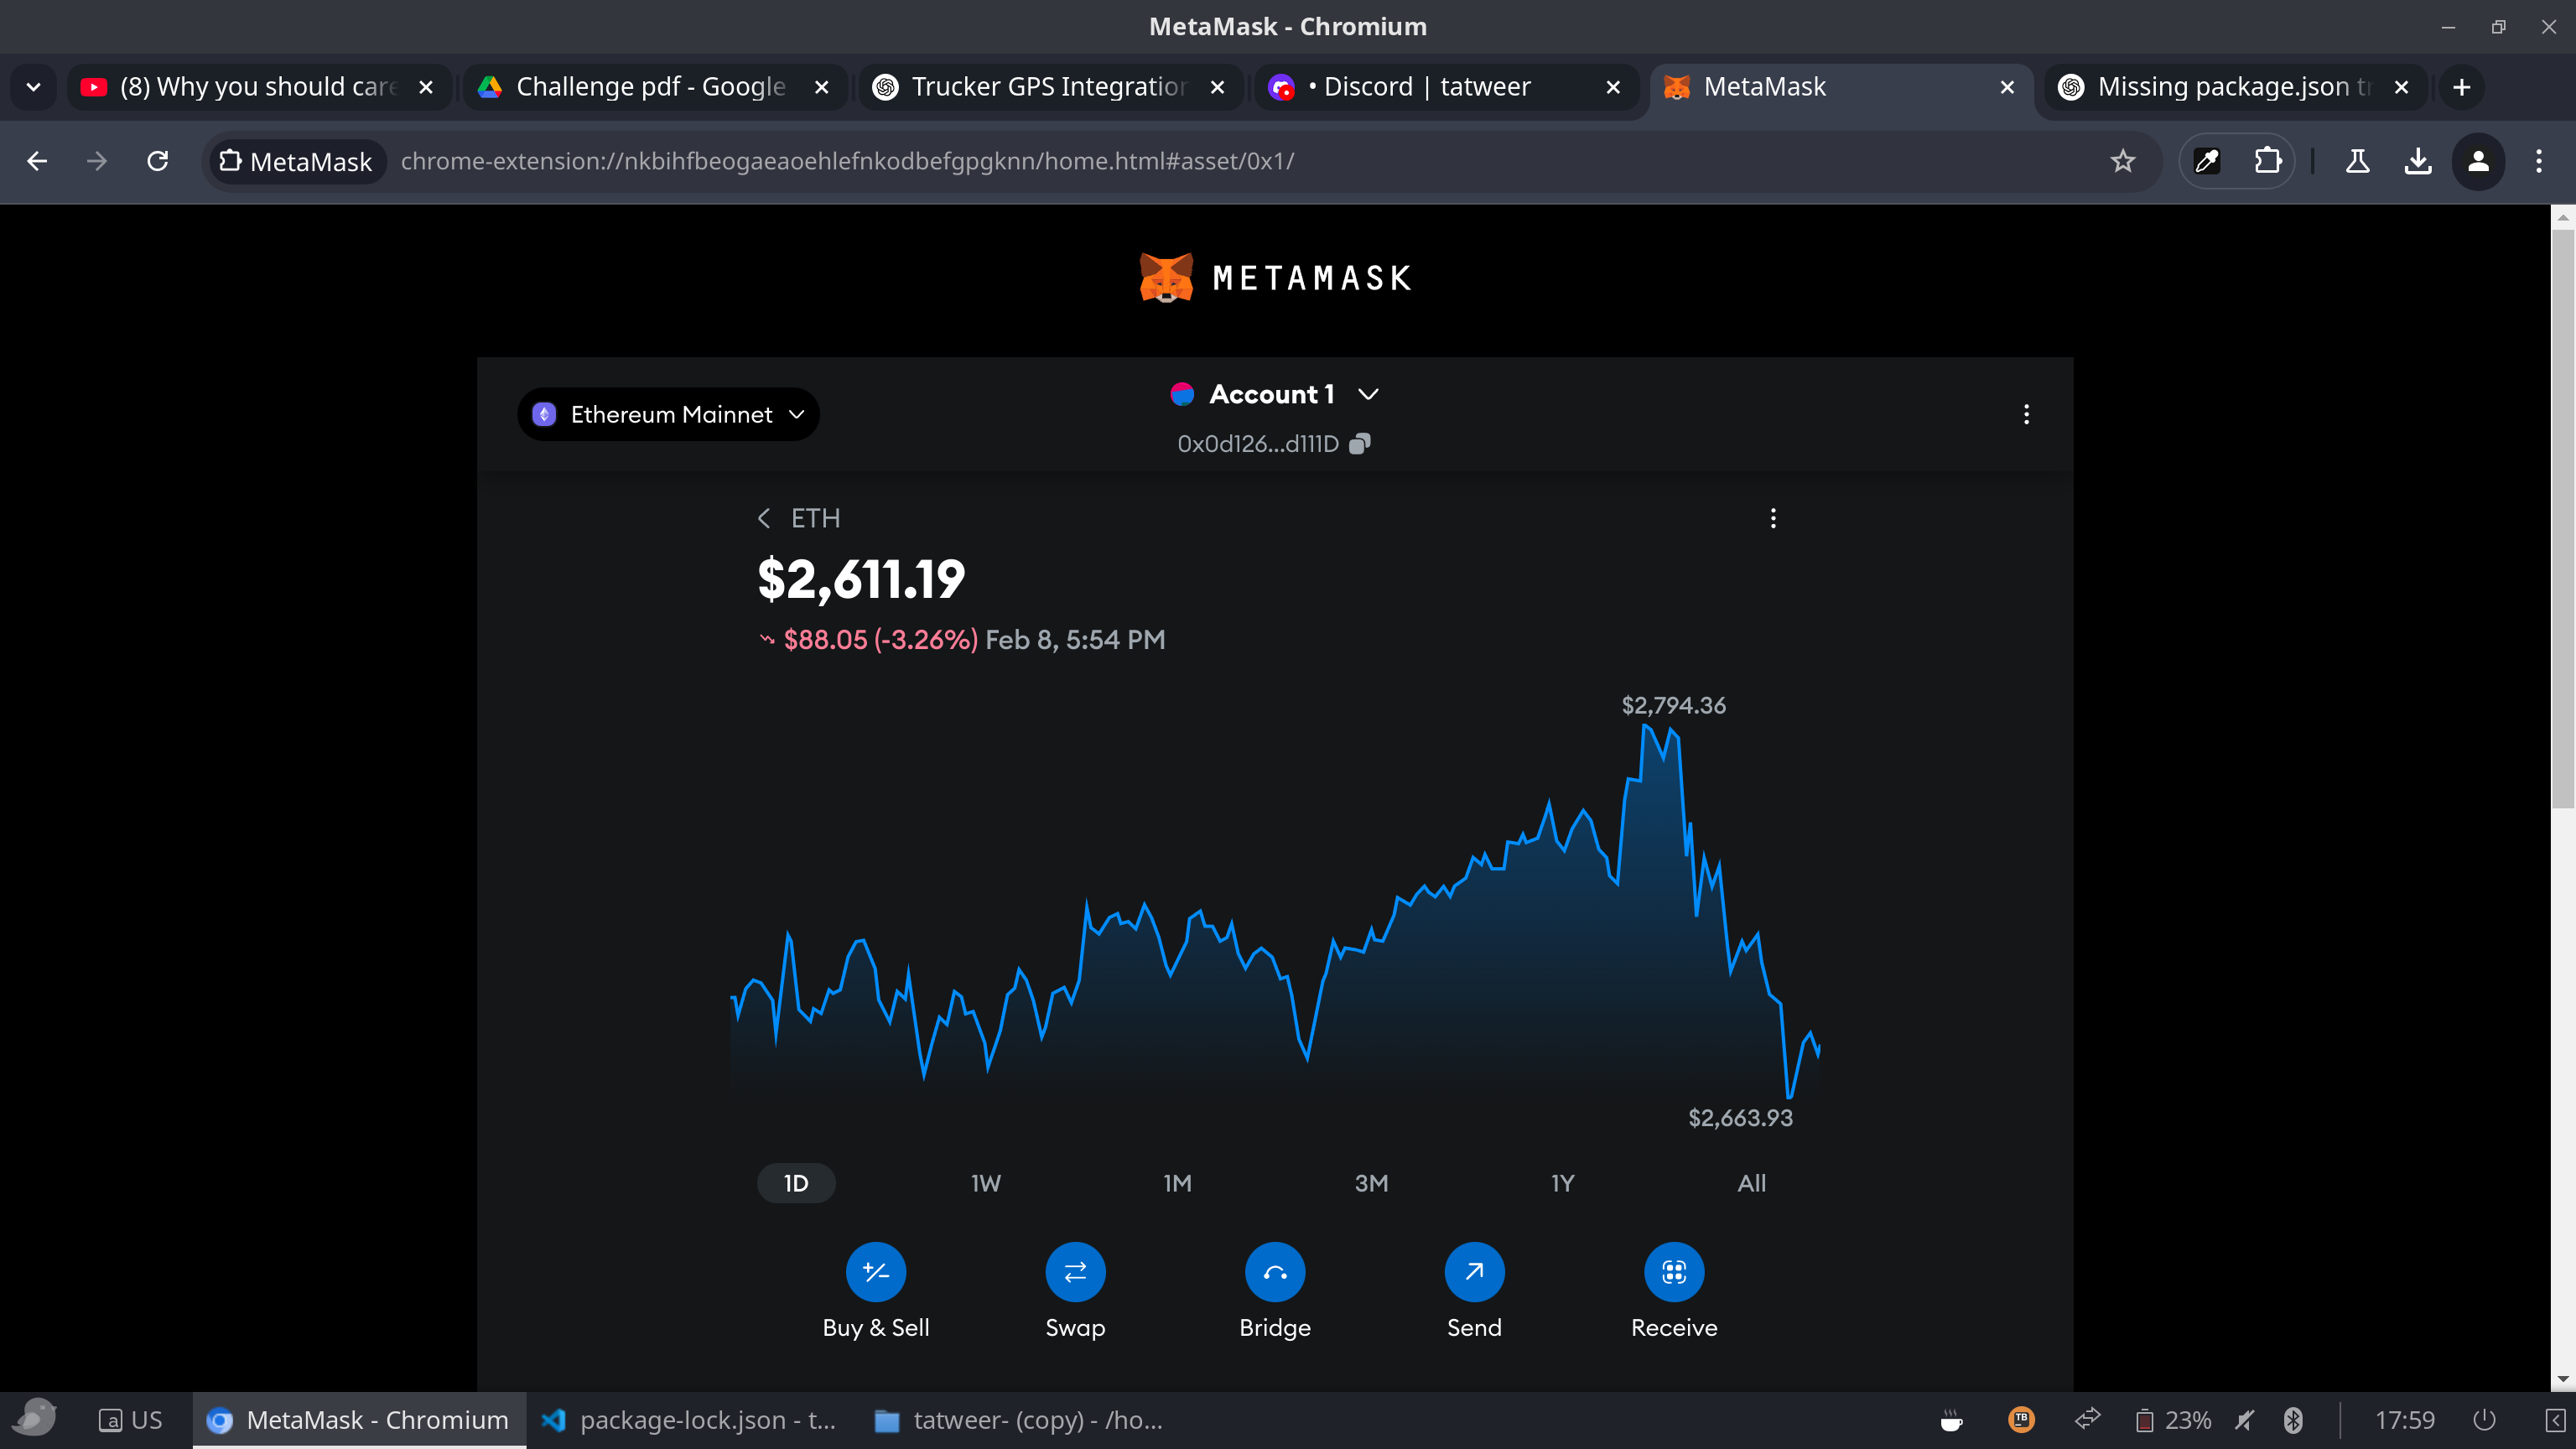 MetaMask - Chromium
(8) Why you should care
Challenge pdf - Google
Trucker GPS Integration
• Discord | tatweer
MetaMask
Missing package.json tr
MetaMask
chrome-extension://nkbihfbeogaeaoehlefnkodbefgpgknn/home.html#asset/0x1/
METAMASK
Ethereum Mainnet
Account 1
0x0d126...d111D
ETH
$2,611.19
$88.05 (-3.26%) Feb 8, 5:54 PM
$2,794.36
$2,663.93
1D 1W 1M 3M 1Y All
Buy & Sell Swap Bridge Send Receive
a US
MetaMask - Chromium
package-lock.json - t...
tatweer- (copy) - /ho...
TB
23%
17:59